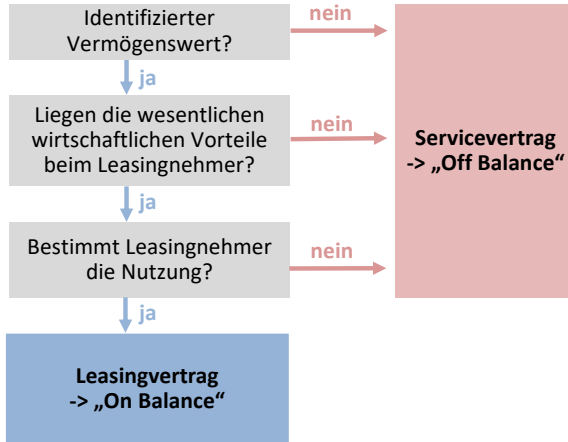 Identifizierter
Vermögenswert?
nein
ja
Liegen die wesentlichen
wirtschaftlichen Vorteile
beim Leasingnehmer?
nein
Servicevertrag
-> „Off Balance“
ja
Bestimmt Leasingnehmer
die Nutzung?
nein
ja
Leasingvertrag
-> „On Balance“